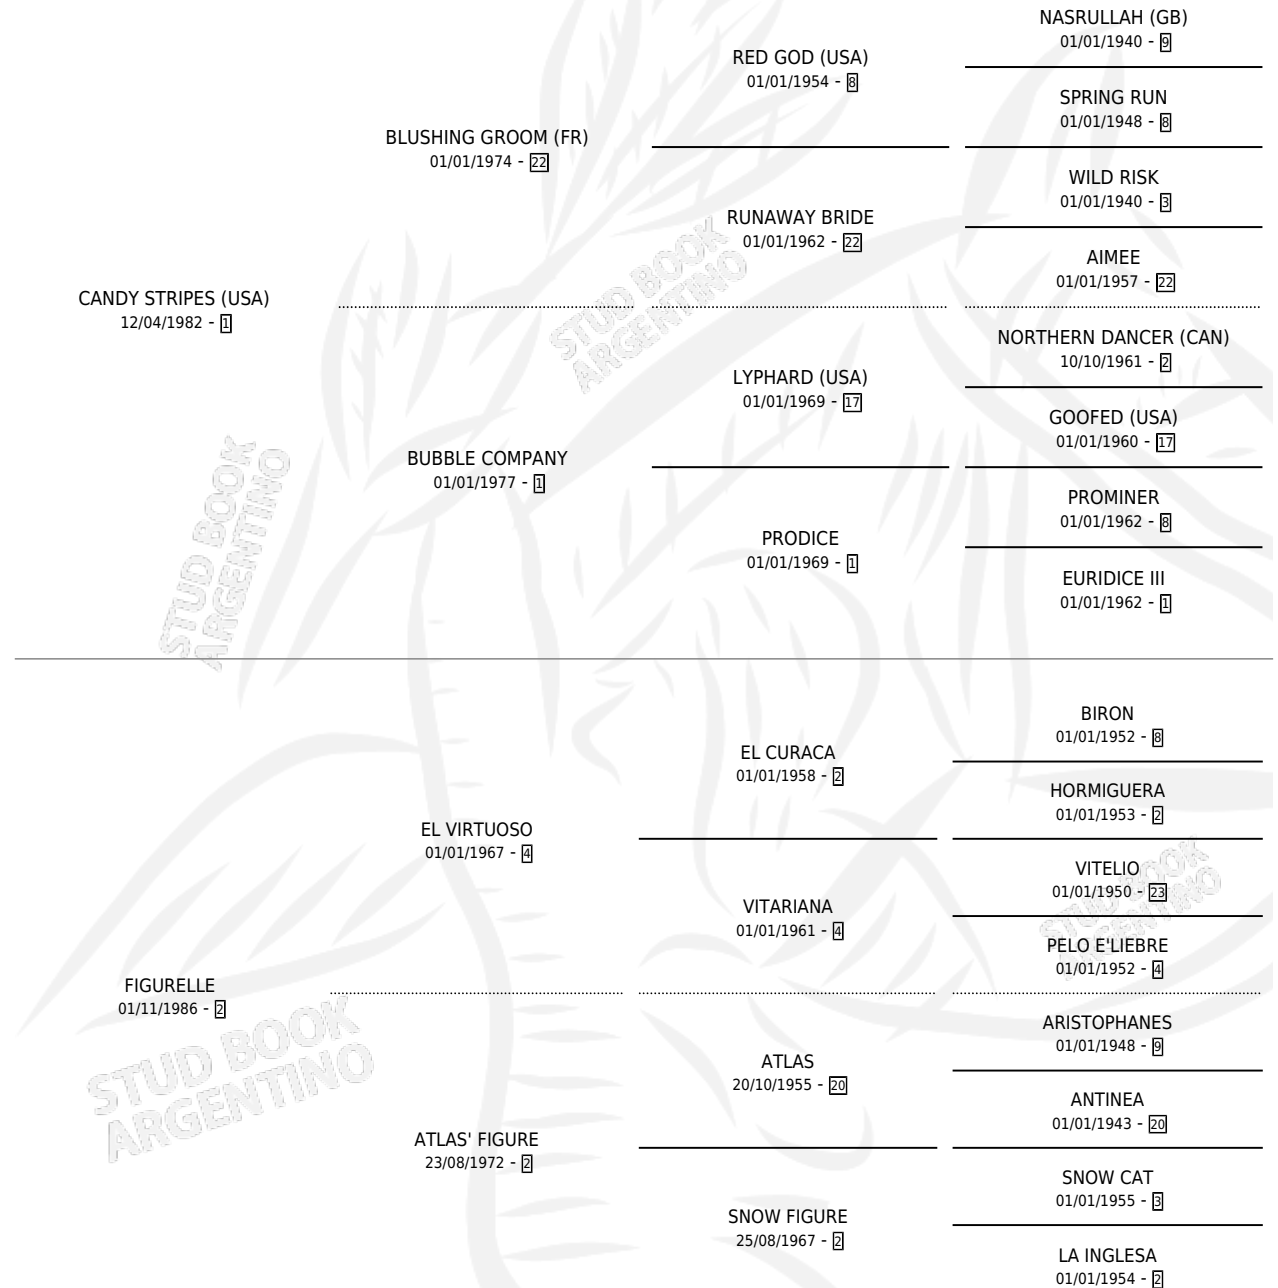 NASRULLAH (GB)
01/01/1940 - 9
RED GOD (USA)
01/01/1954 - 8
SPRING RUN
01/01/1948 - 8
BLUSHING GROOM (FR)
01/01/1974 - 22
WILD RISK
01/01/1940 - 3
RUNAWAY BRIDE
01/01/1962 - 22
AIMEE
01/01/1957 - 22
CANDY STRIPES (USA)
12/04/1982 - 1
STUD BOOK
ARGENTINO
NORTHERN DANCER (CAN)
10/10/1961 - 2
LYPHARD (USA)
01/01/1969 - 17
GOOFED (USA)
01/01/1960 - 17
BUBBLE COMPANY
01/01/1977 - 1
PROMINER
01/01/1962 - 8
PRODICE
01/01/1969 - 1
EURIDICE III
01/01/1962 - 1
STUD BOOK
ARGENTINO
BIRON
01/01/1952 - 8
EL CURACA
01/01/1958 - 2
HORMIGUERA
01/01/1953 - 2
EL VIRTUOSO
01/01/1967 - 4
VITELIO
01/01/1950 - 23
VITARIANA
01/01/1961 - 4
STUD BOOK
ARGENTINO
PELO E'LIEBRE
01/01/1952 - 4
FIGURELLE
01/11/1986 - 2
STUD BOOK
ARGENTINO
ARISTOPHANES
01/01/1948 - 9
ATLAS
20/10/1955 - 20
ANTINEA
01/01/1943 - 20
ATLAS' FIGURE
23/08/1972 - 2
SNOW CAT
01/01/1955 - 3
SNOW FIGURE
25/08/1967 - 2
LA INGLESA
01/01/1954 - 2